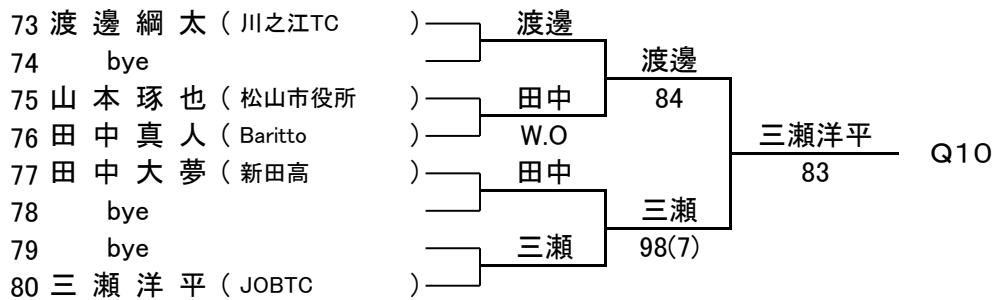 73 渡 邊 綱 太 ( 川之江TC ) 渡邊
74 bye 渡邊
75 山 本 琢 也 ( 松山市役所 ) 田中 84
76 田 中 真 人 ( Baritto ) W.O 三瀬洋平 Q10
77 田 中 大 夢 ( 新田高 ) 田中 83
78 bye 三瀬
79 bye 三瀬 98(7)
80 三 瀬 洋 平 ( JOBTC )